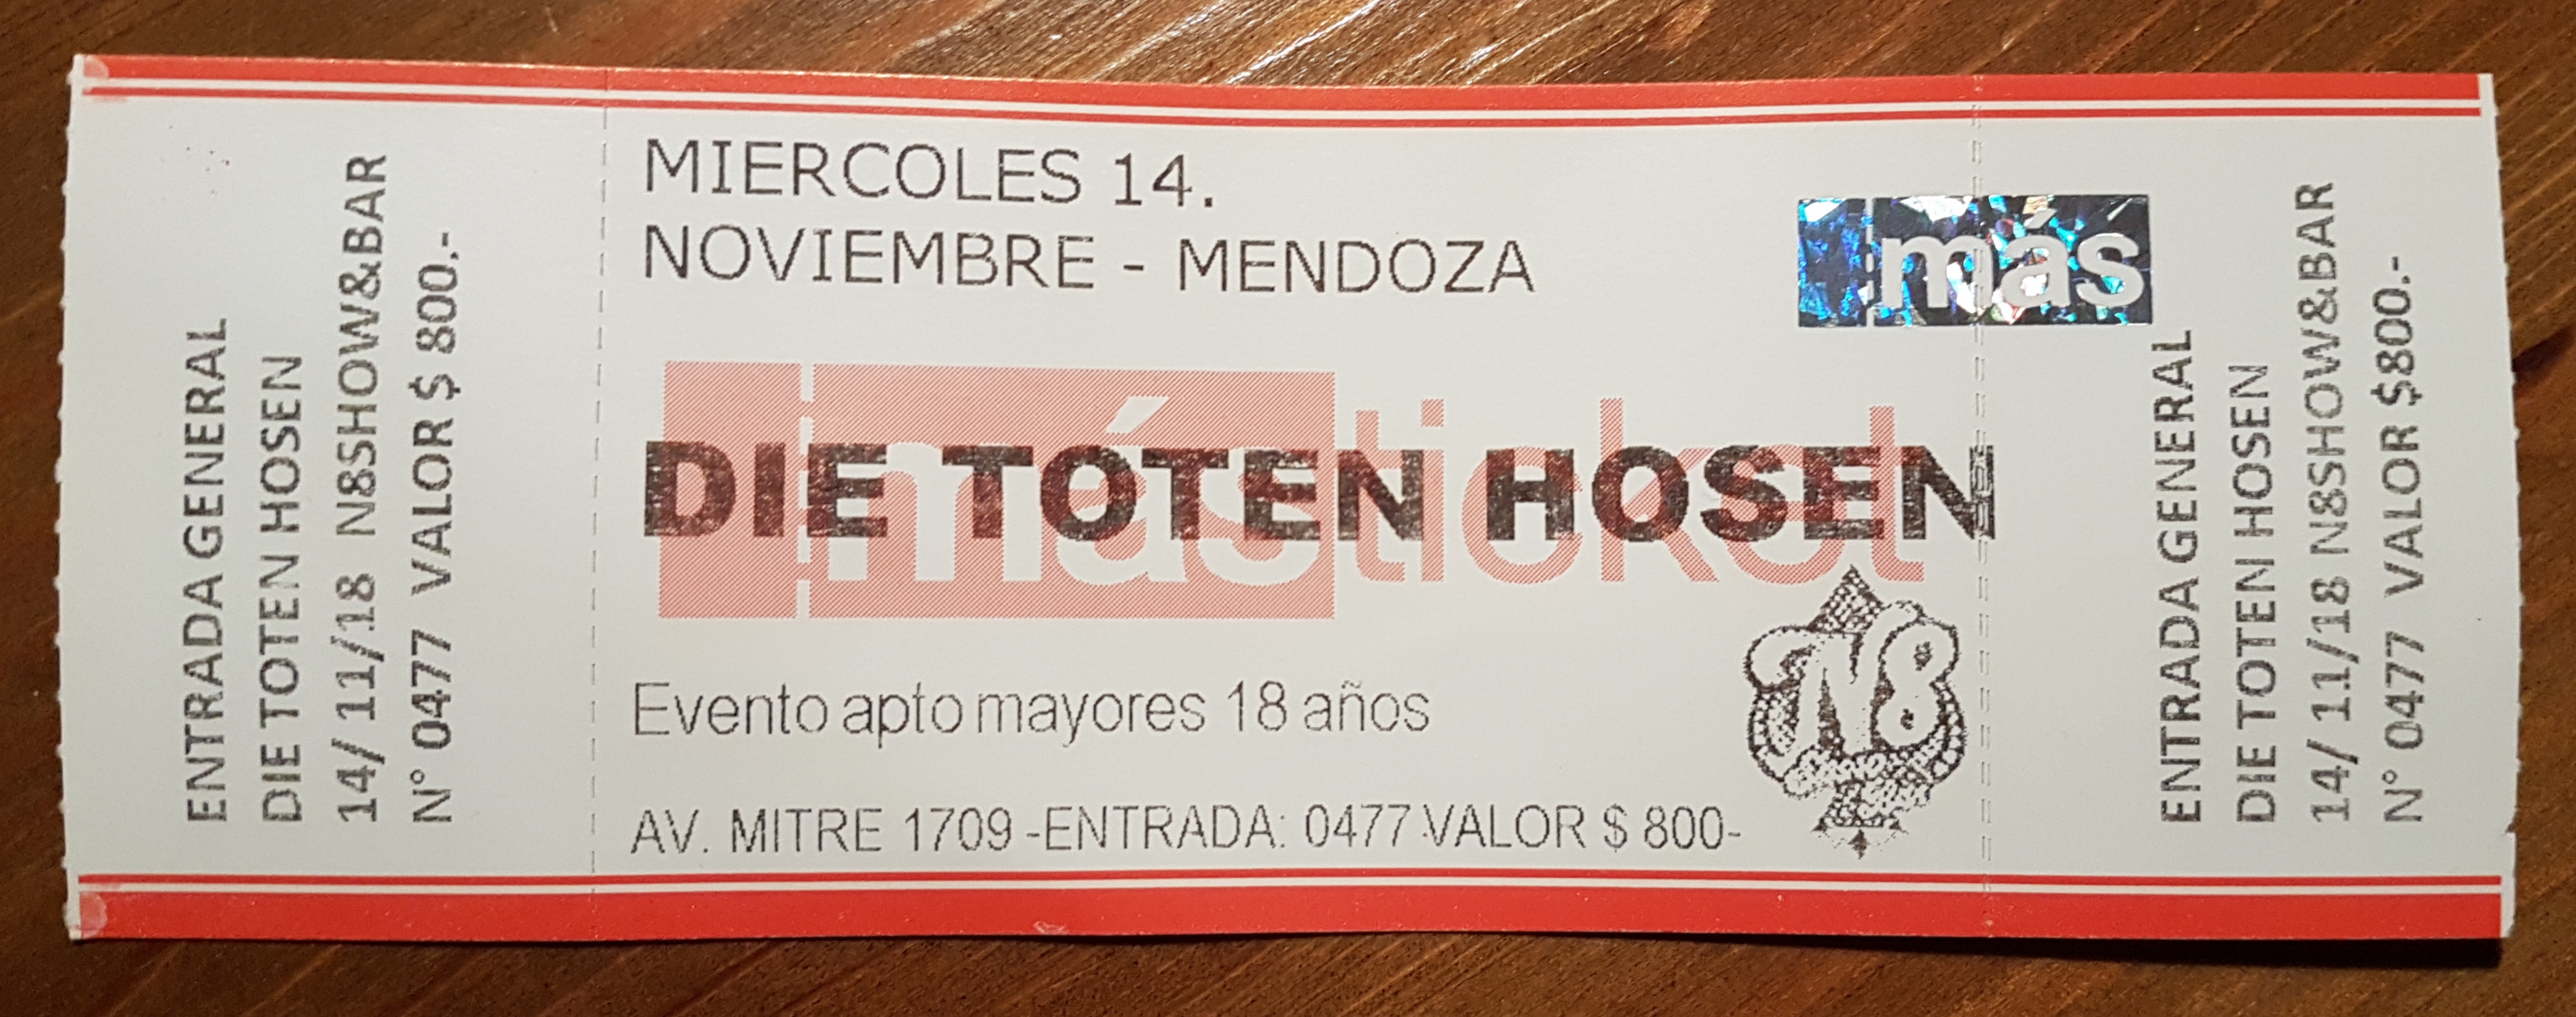 ENTRADA GENERAL
DIE TOTEN HOSEN
14/ 11/18 N8SHOW&BAR
N° 0477 VALOR $ 800.-
MIERCOLES 14.
NOVIEMBRE - MENDOZA
más
másticket
DIE TOTEN HOSEN
N8
Evento apto mayores 18 años
AV. MITRE 1709 -ENTRADA: 0477 VALOR $ 800-
ENTRADA GENERAL
DIE TOTEN HOSEN
14/ 11/18 N8SHOW&BAR
N° 0477 VALOR $800.-